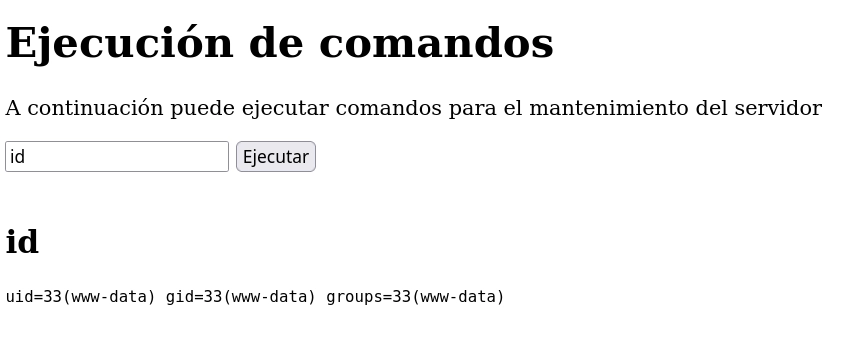 Ejecución de comandos
A continuación puede ejecutar comandos para el mantenimiento del servidor
id Ejecutar
id
uid=33(www-data) gid=33(www-data) groups=33(www-data)